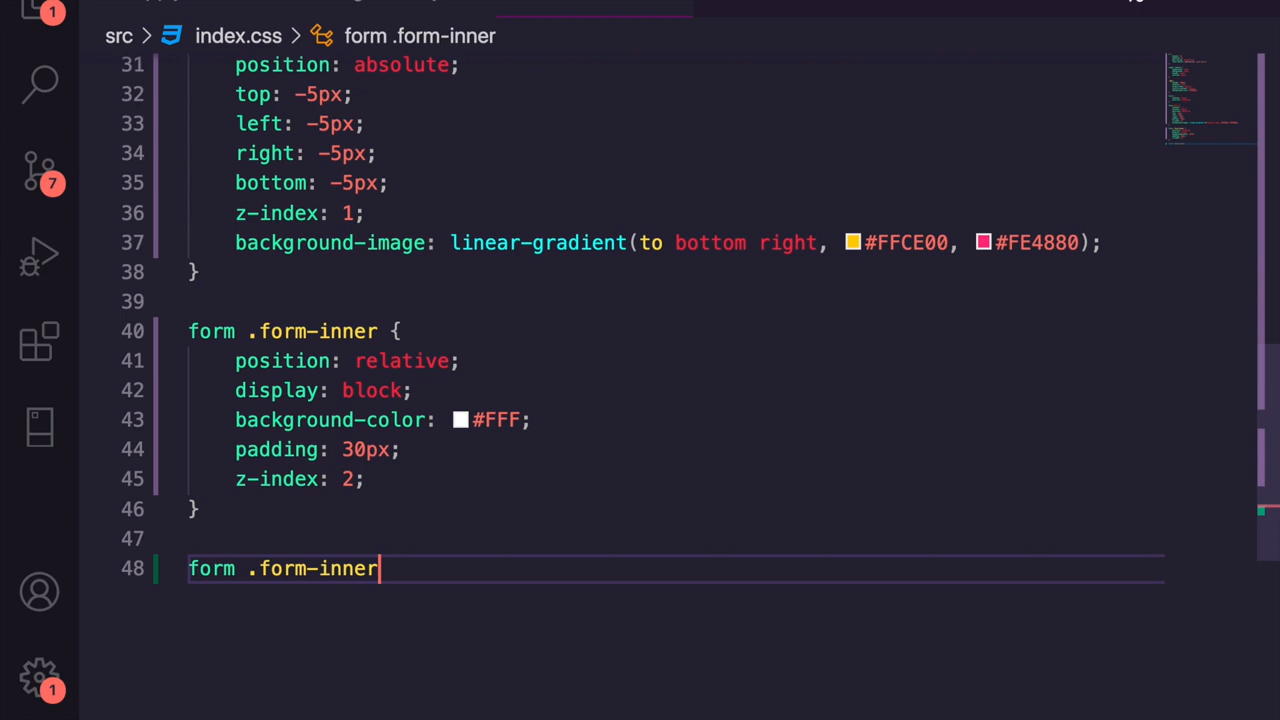 1
src > index.css > form .form-inner
31 position: absolute;
32 top: -5px;
33 left: -5px;
34 right: -5px;
7
35 bottom: -5px;
36 z-index: 1;
37 background-image: linear-gradient(to bottom right, #FFCE00, #FE4880);
38 }
39
40 form .form-inner {
41 position: relative;
42 display: block;
43 background-color: #FFF;
44 padding: 30px;
45 z-index: 2;
46 }
47
48 form .form-inner
1